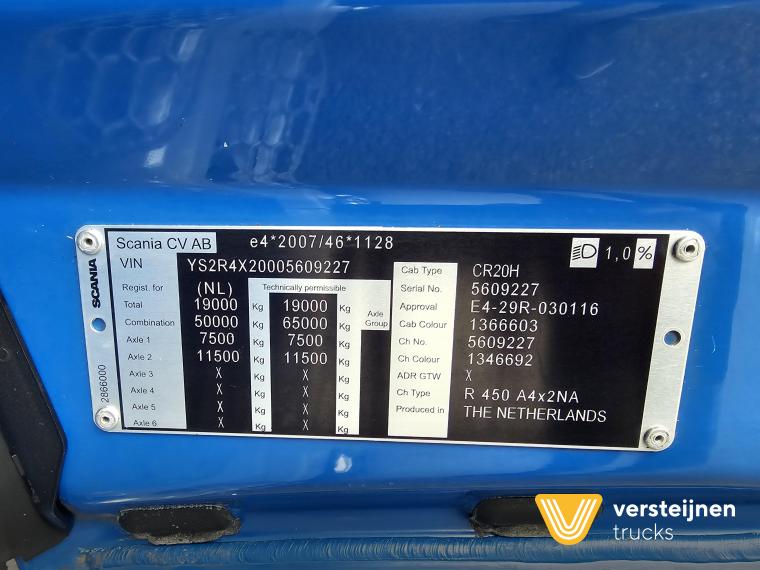 Scania CV AB e4*2007/46*1128 1,0 %
VIN YS2R4X20005609227
SCANIA
2866000
Regist. for (NL) Technically permissible
Total 19000 Kg 19000 Kg Axle Group
Combination 50000 Kg 65000 Kg
Axle 1 7500 Kg 7500 Kg
Axle 2 11500 Kg 11500 Kg
Axle 3 X Kg X Kg
Axle 4 X Kg X Kg
Axle 5 X Kg X Kg
Axle 6 X Kg X Kg
Cab Type CR20H
Serial No. 5609227
Approval E4-29R-030116
Cab Colour 1366603
Ch No. 5609227
Ch Colour 1346692
ADR GTW X
Ch Type R 450 A4x2NA
Produced in THE NETHERLANDS
versteijnen
trucks